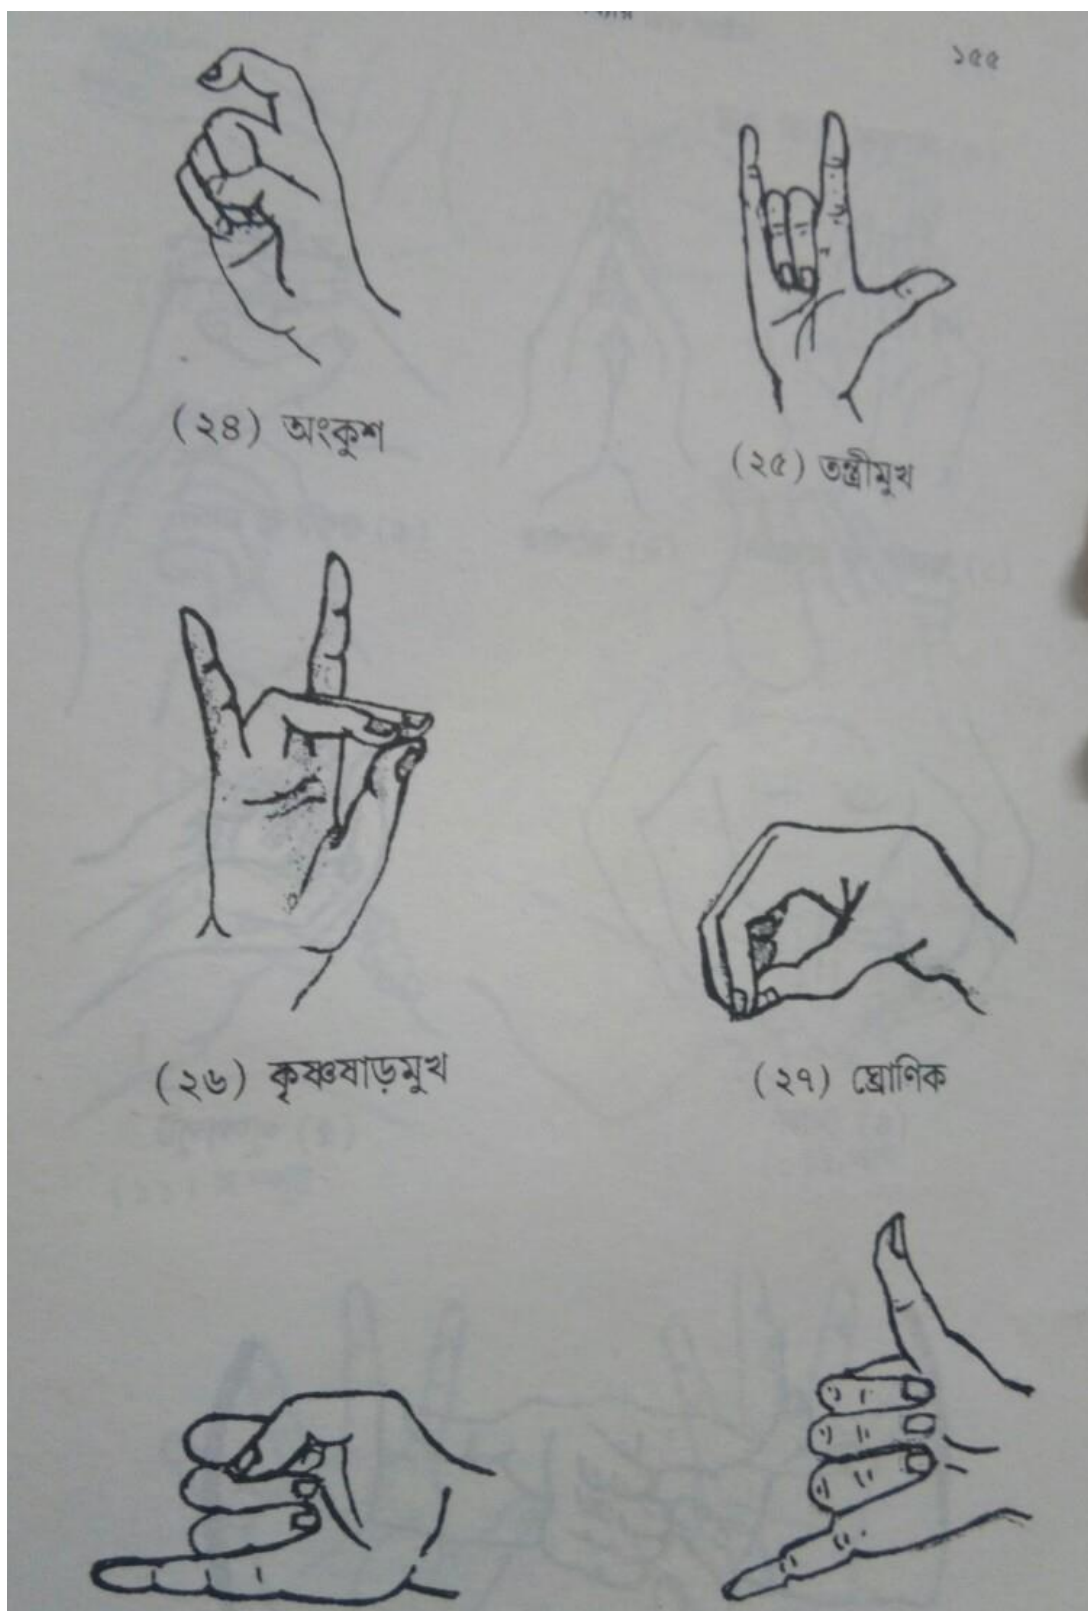 ১৫৫
(২৪) অংকুশ
(২৫) তন্ত্ৰীমুখ
(২৬) কৃষ্ণষাড়মুখ
(২৭) ঘ্ৰোণিক